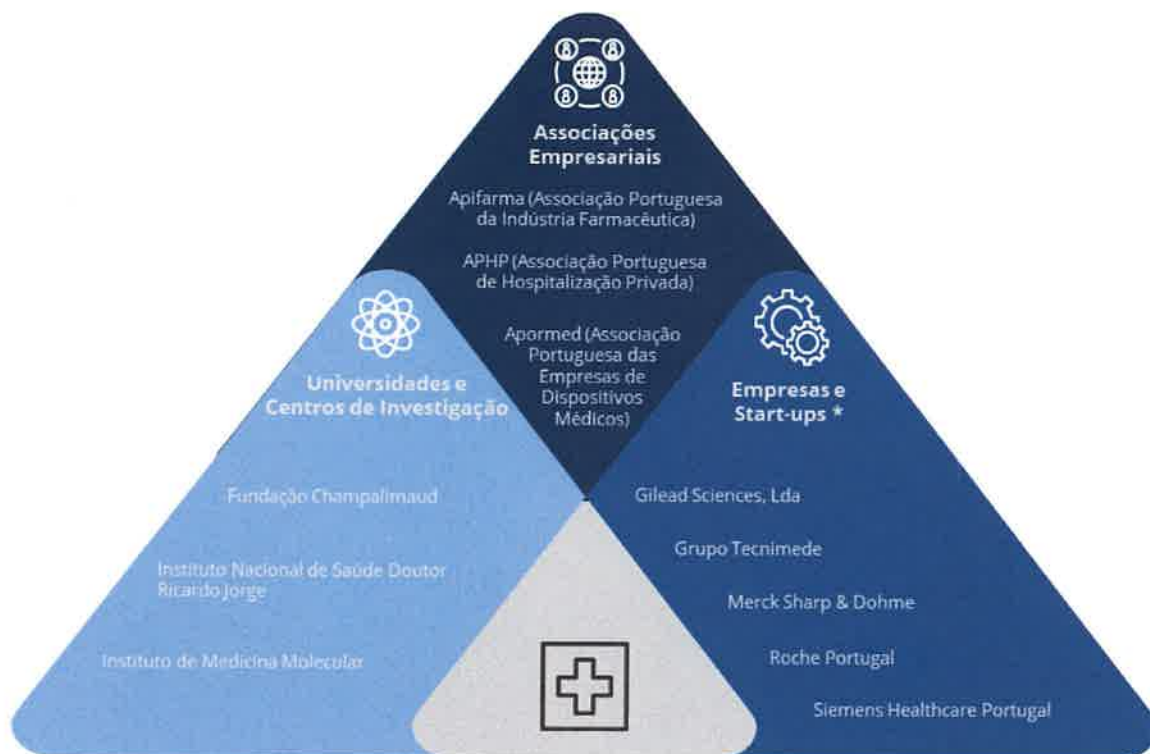 Associações
Empresariais
Apifarma (Associação Portuguesa
da Indústria Farmacêutica)
APHP (Associação Portuguesa
de Hospitalização Privada)
Apormed (Associação
Portuguesa das
Empresas de
Dispositivos
Médicos)
Universidades e
Centros de Investigação
Fundação Champalimaud
Instituto Nacional de Saúde Doutor
Ricardo Jorge
Instituto de Medicina Molecular
Empresas e
Start-ups *
Gilead Sciences, Lda
Grupo Tecnimede
Merck Sharp & Dohme
Roche Portugal
Siemens Healthcare Portugal